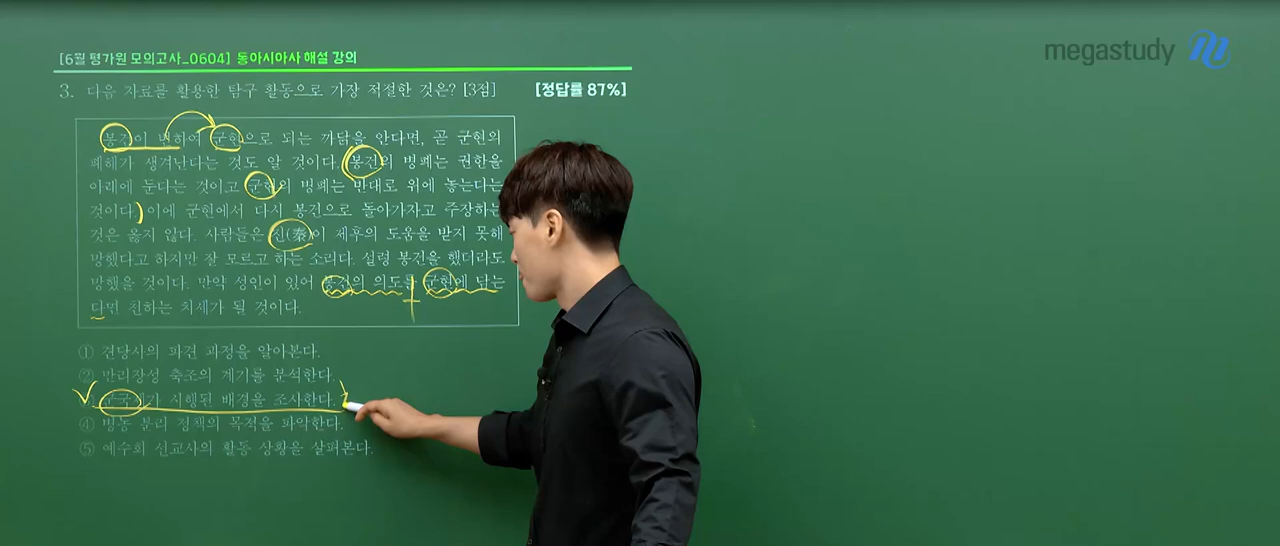 [6월 평가원 모의고사_0604] 동아시아사 해설 강의
megastudy
3. 다음 자료를 활용한 탐구 활동으로 가장 적절한 것은? [3점]
[정답률 87%]
봉건이 변하여 군현으로 되는 까닭을 안다면, 곧 군현의
폐해가 생겨난다는 것도 알 것이다. 봉건의 병폐는 권한을
아래에 둔다는 것이고 군현의 병폐는 반대로 위에 놓는다는
것이다. 이에 군현에서 다시 봉건으로 돌아가자고 주장하는
것은 옳지 않다. 사람들은 진(秦)이 제후의 도움을 받지 못해
망했다고 하지만 잘 모르고 하는 소리다. 설령 봉건을 했더라도
망했을 것이다. 만약 성인이 있어 봉건의 의도를 군현에 담는
다면 천하는 치세가 될 것이다.
① 견당사의 파견 과정을 알아본다.
② 만리장성 축조의 계기를 분석한다.
③ 군국제가 시행된 배경을 조사한다.
④ 병농 분리 정책의 목적을 파악한다.
⑤ 예수회 선교사의 활동 상황을 살펴본다.